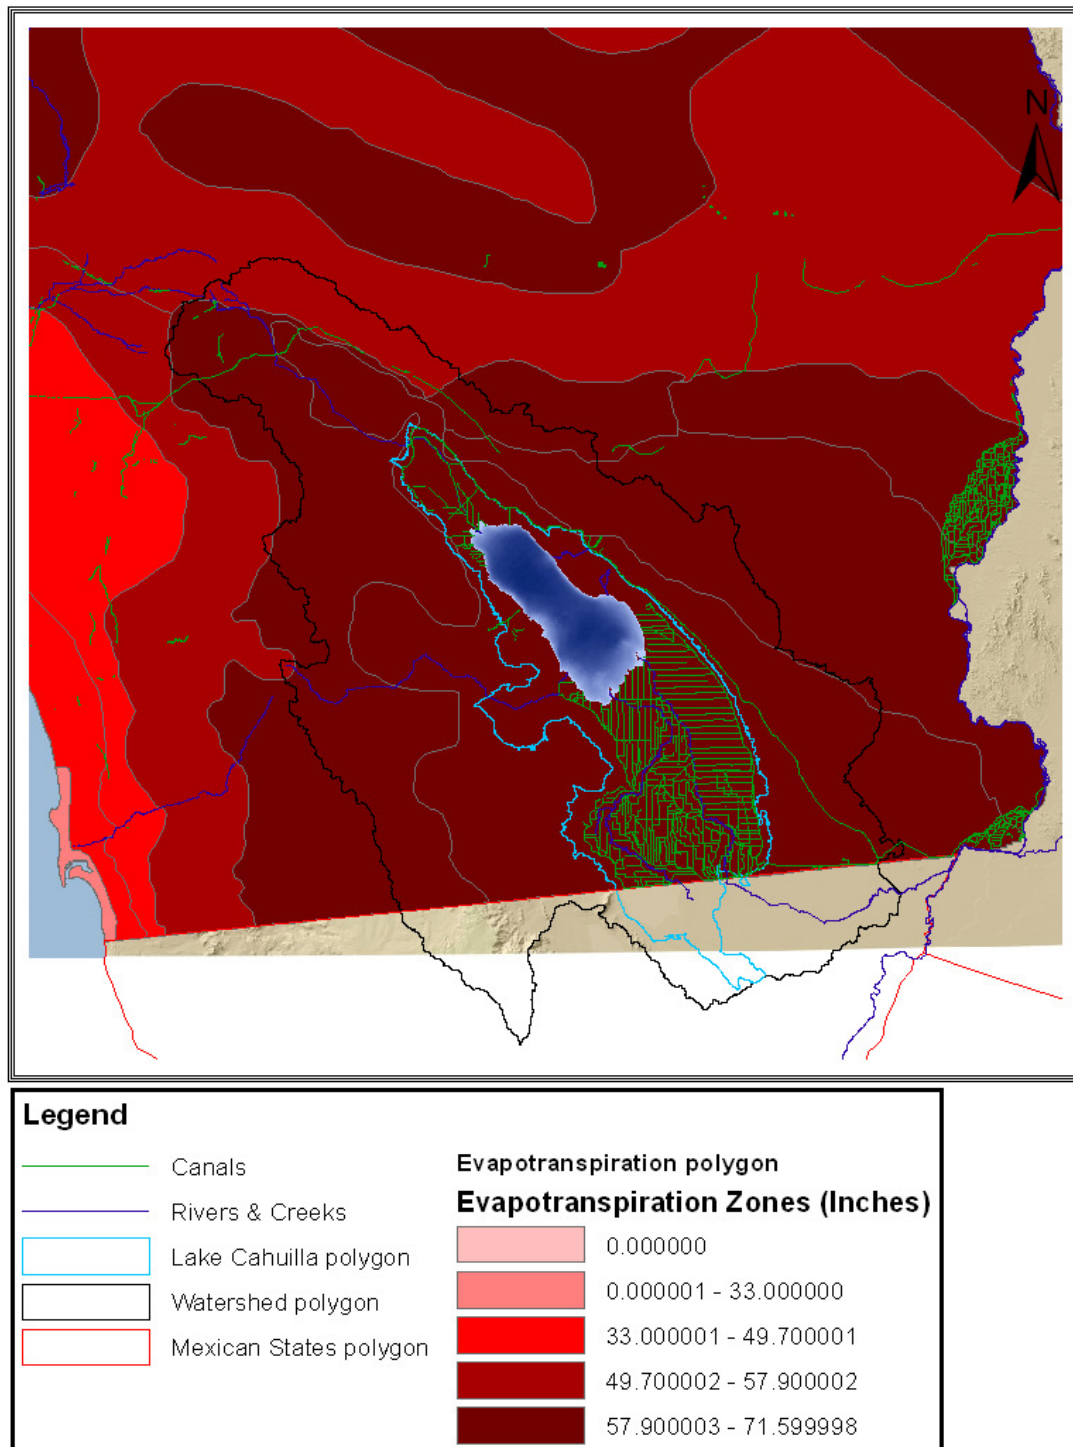 N
Legend
Canals
Rivers & Creeks
Lake Cahuilla polygon
Watershed polygon
Mexican States polygon
Evapotranspiration polygon
Evapotranspiration Zones (Inches)
0.000000
0.000001 - 33.000000
33.000001 - 49.700001
49.700002 - 57.900002
57.900003 - 71.599998